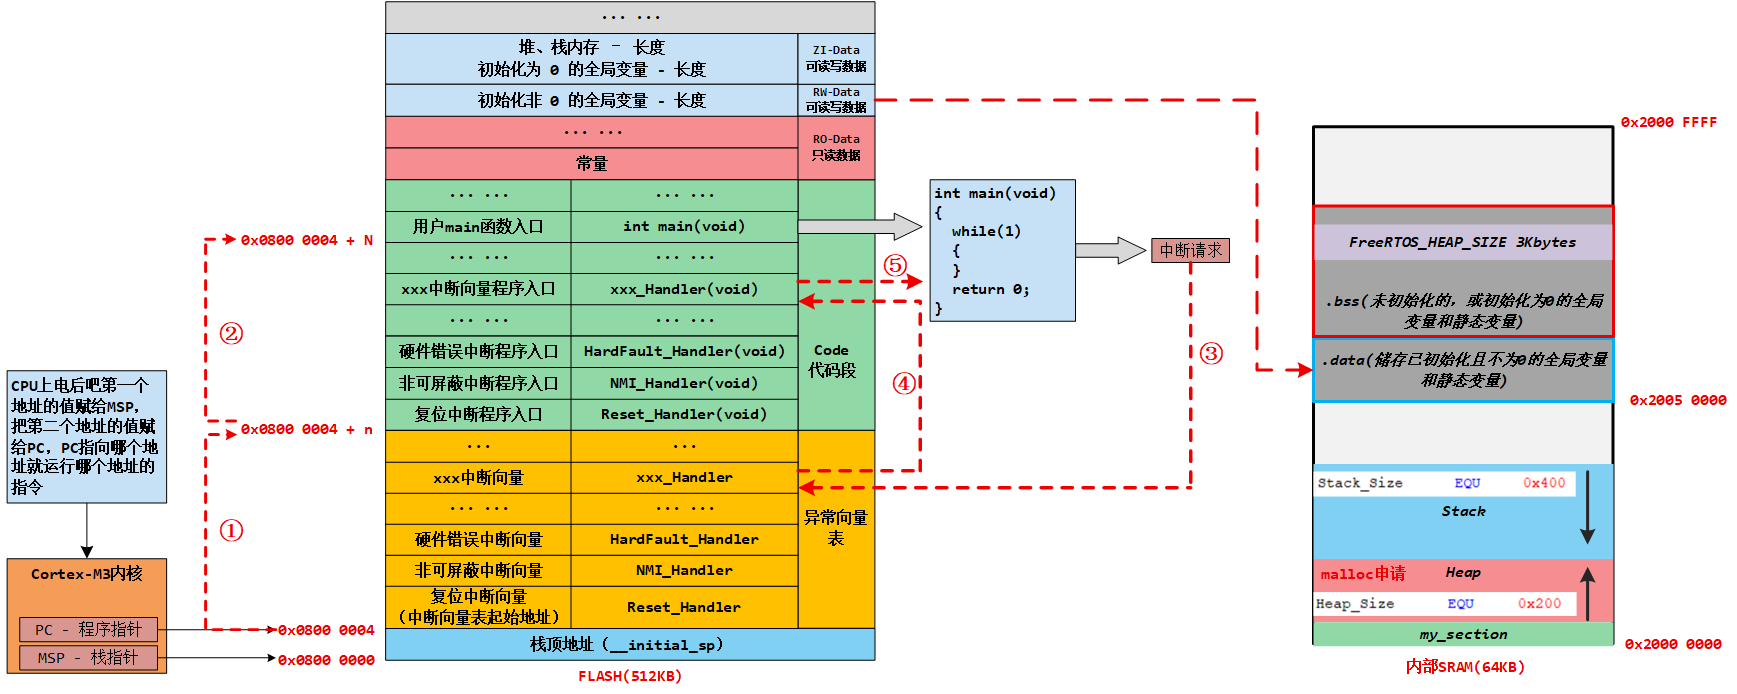 ... ...
堆、栈内存 - 长度
初始化为 0 的全局变量 - 长度
ZI-Data
可读写数据
初始化非 0 的全局变量 - 长度
RW-Data
可读写数据
... ...
RO-Data
只读数据
常量
... ...
... ...
用户main函数入口
int main(void)
... ...
... ...
xxx中断向量程序入口
xxx_Handler(void)
... ...
... ...
硬件错误中断程序入口
HardFault_Handler(void)
非可屏蔽中断程序入口
NMI_Handler(void)
复位中断程序入口
Reset_Handler(void)
Code
代码段
...
...
xxx中断向量
xxx_Handler
... ...
... ...
硬件错误中断向量
HardFault_Handler
非可屏蔽中断向量
NMI_Handler
复位中断向量
(中断向量表起始地址)
Reset_Handler
异常向量
表
栈顶地址（__initial_sp）
FLASH(512KB)
0x0800 0004 + N
②
0x0800 0004 + n
①
0x0800 0004
0x0800 0000
CPU上电后吧第一个
地址的值赋给MSP，
把第二个地址的值赋
给PC，PC指向哪个地
址就运行哪个地址的
指令
Cortex-M3内核
PC - 程序指针
MSP - 栈指针
int main(void)
{
while(1)
{
}
return 0;
}
中断请求
⑤
④
③
0x2000 FFFF
FreeRTOS_HEAP_SIZE 3Kbytes
.bss(未初始化的，或初始化为0的全局
变量和静态变量)
.data(储存已初始化且不为0的全局变量
和静态变量)
0x2005 0000
Stack_Size EQU 0x400
Stack
malloc申请 Heap
Heap_Size EQU 0x200
my_section
0x2000 0000
内部SRAM(64KB)